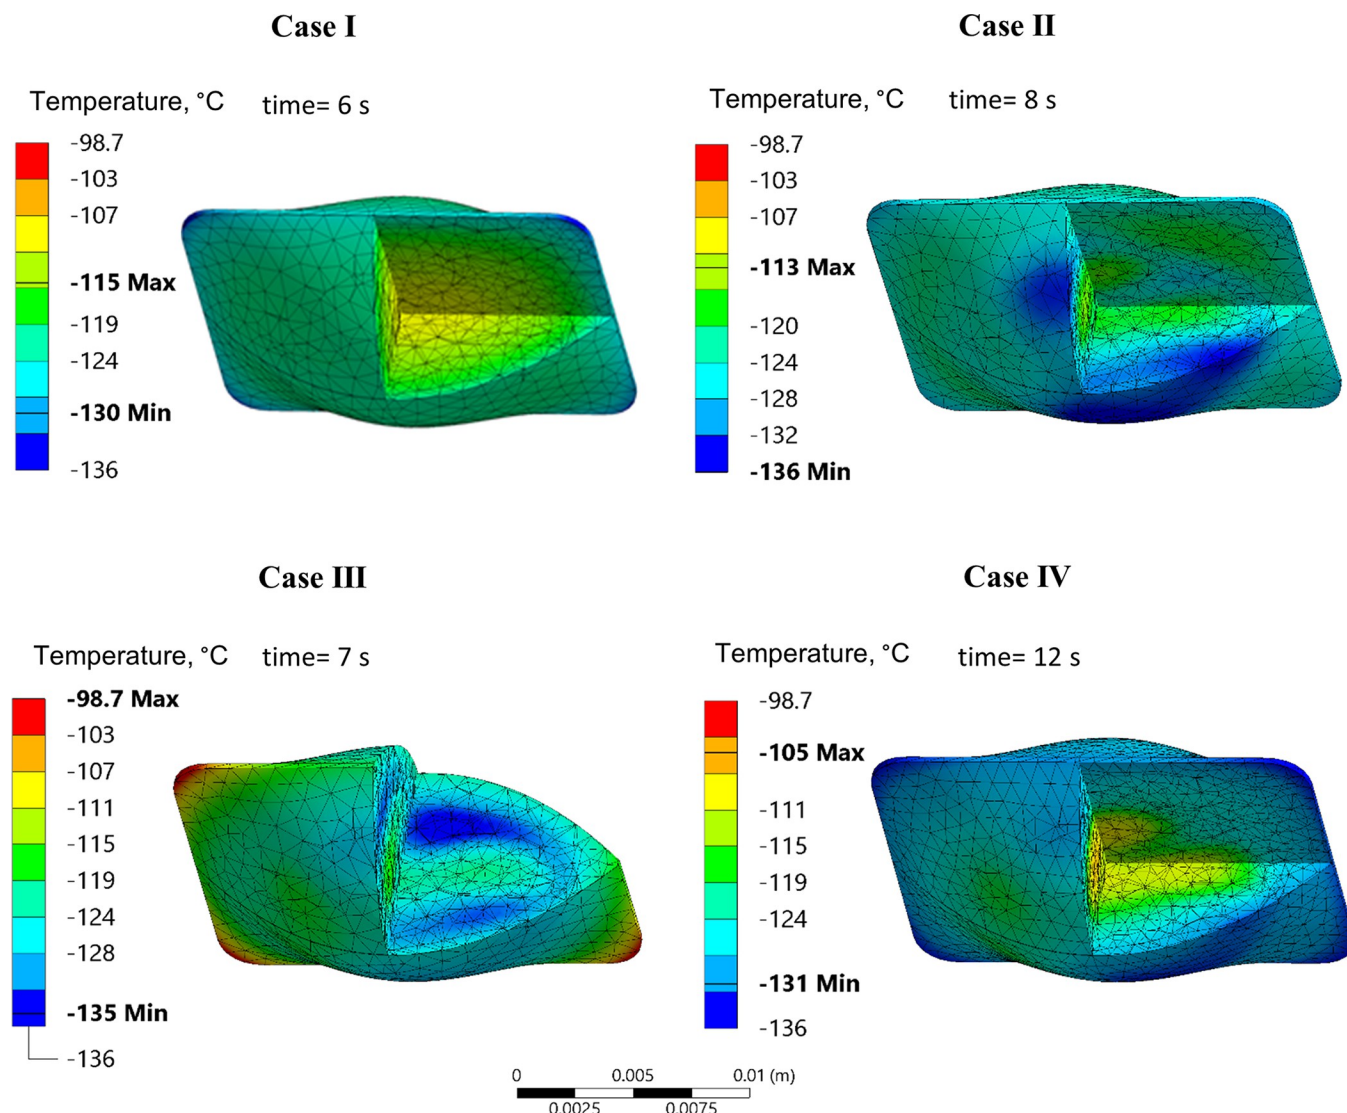 Case I
Temperature, °C time= 6 s
-98.7
-103
-107
-115 Max
-119
-124
-130 Min
-136
Case II
Temperature, °C time= 8 s
-98.7
-103
-107
-113 Max
-120
-124
-128
-132
-136 Min
Case III
Temperature, °C time= 7 s
-98.7 Max
-103
-107
-111
-115
-119
-124
-128
-135 Min
-136
Case IV
Temperature, °C time= 12 s
-98.7
-105 Max
-111
-115
-119
-124
-131 Min
-136
0 0.005 0.01 (m)
0.0025 0.0075